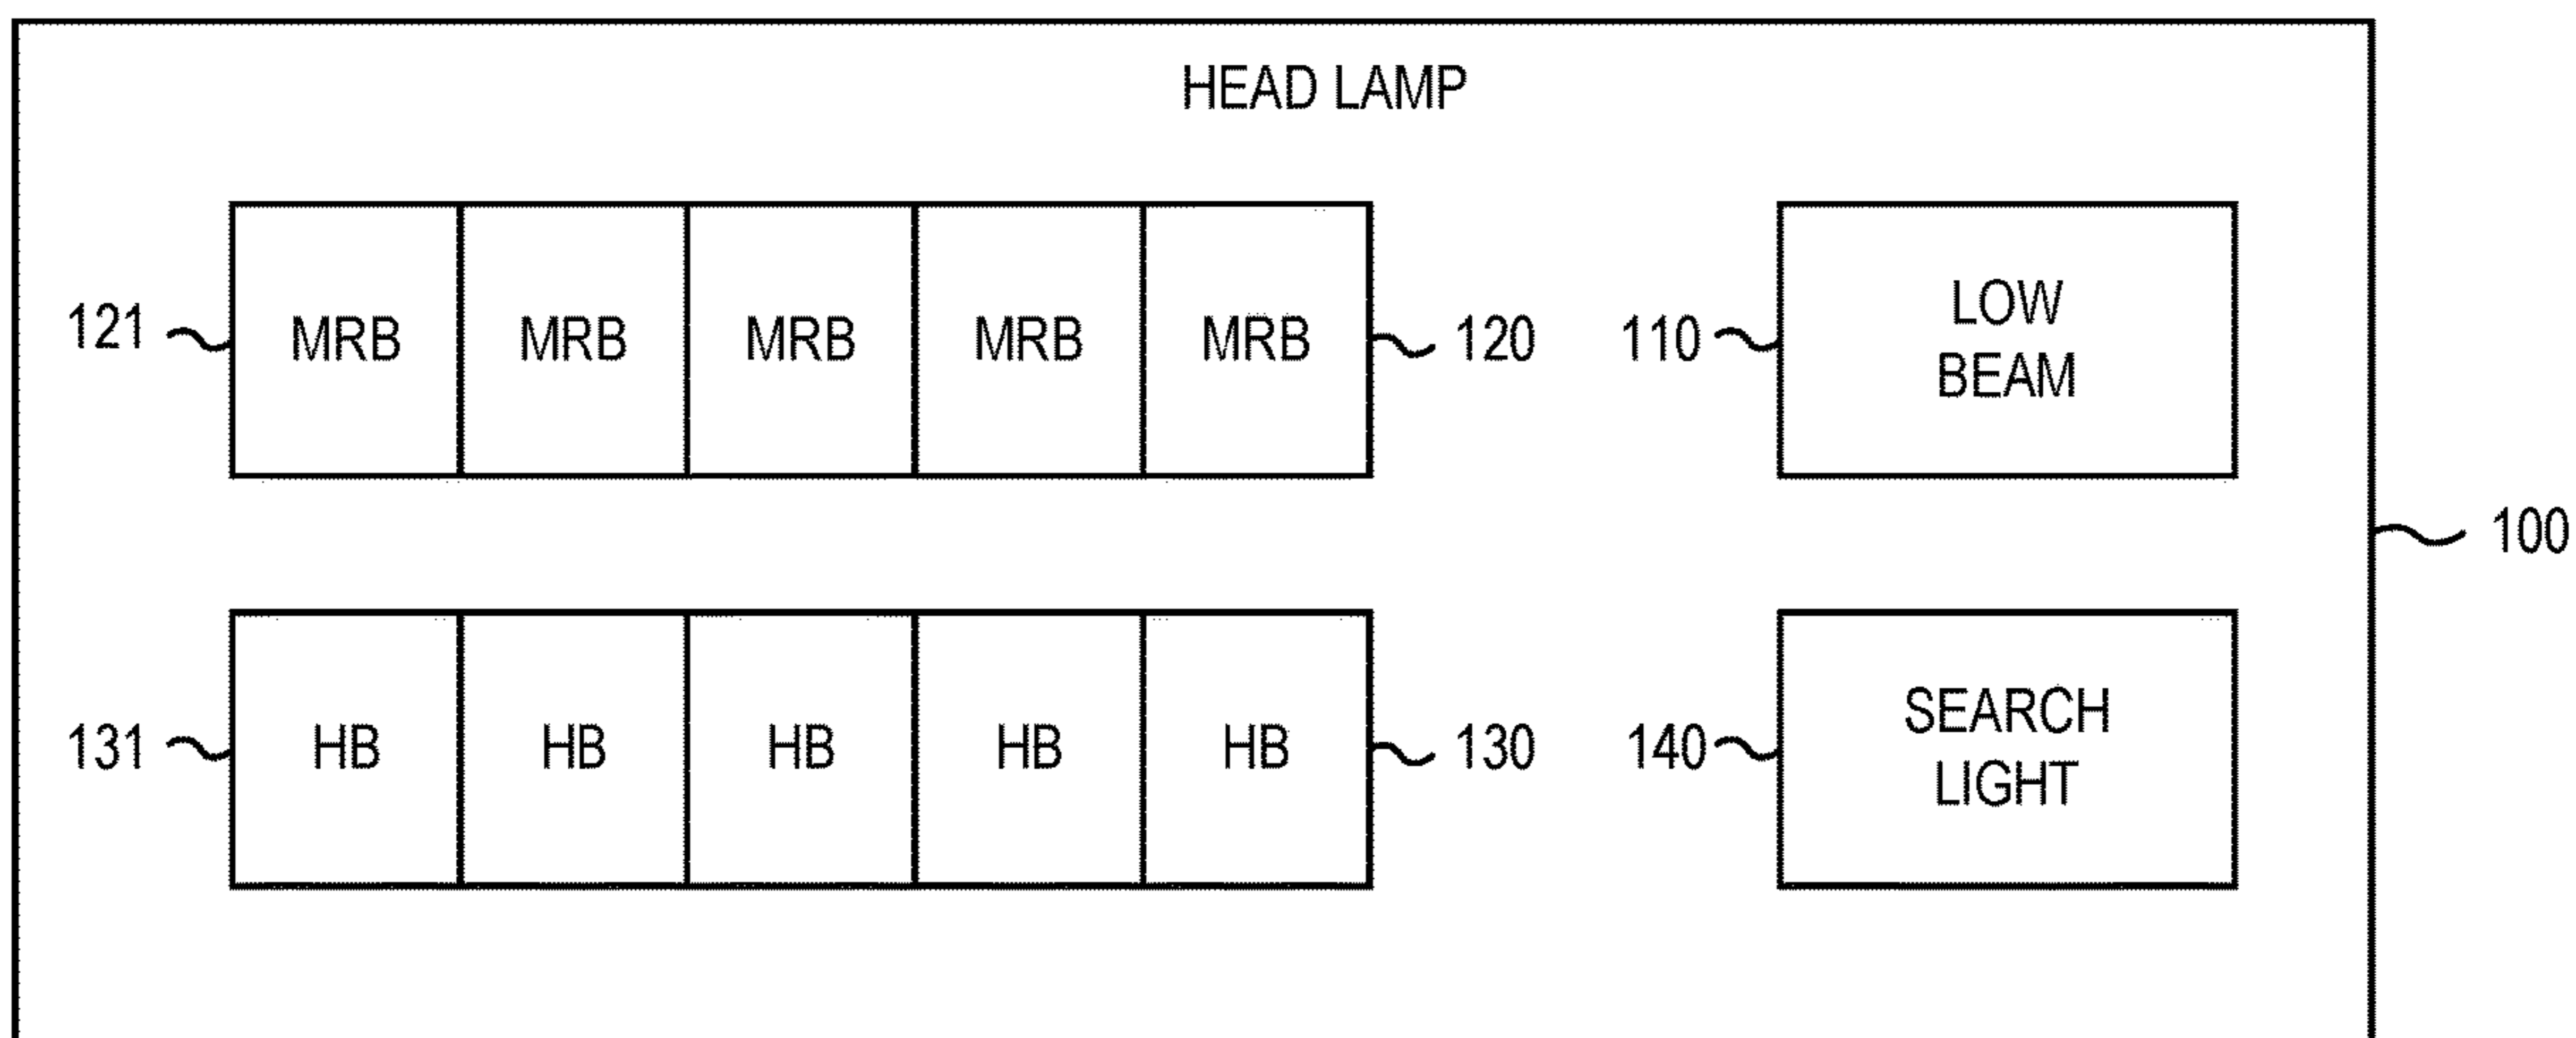 HEAD LAMP
121 MRB MRB MRB MRB MRB 120 110 LOW
BEAM
100
131 HB HB HB HB HB 130 140 SEARCH
LIGHT